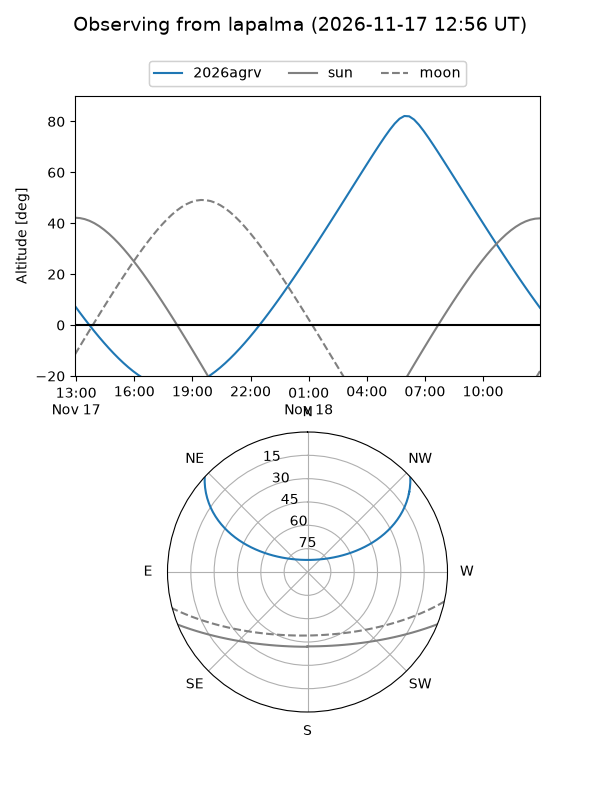 Observing from lapalma (2026-11-17 12:56 UT)
2026agrv sun moon
Altitude [deg]
80
60
40
20
0
−20
13:00 16:00 19:00 22:00 01:00 04:00 07:00 10:00
Nov 17 Nov 18
N
NE NW
15
30
45
60
75
E W
SE SW
S